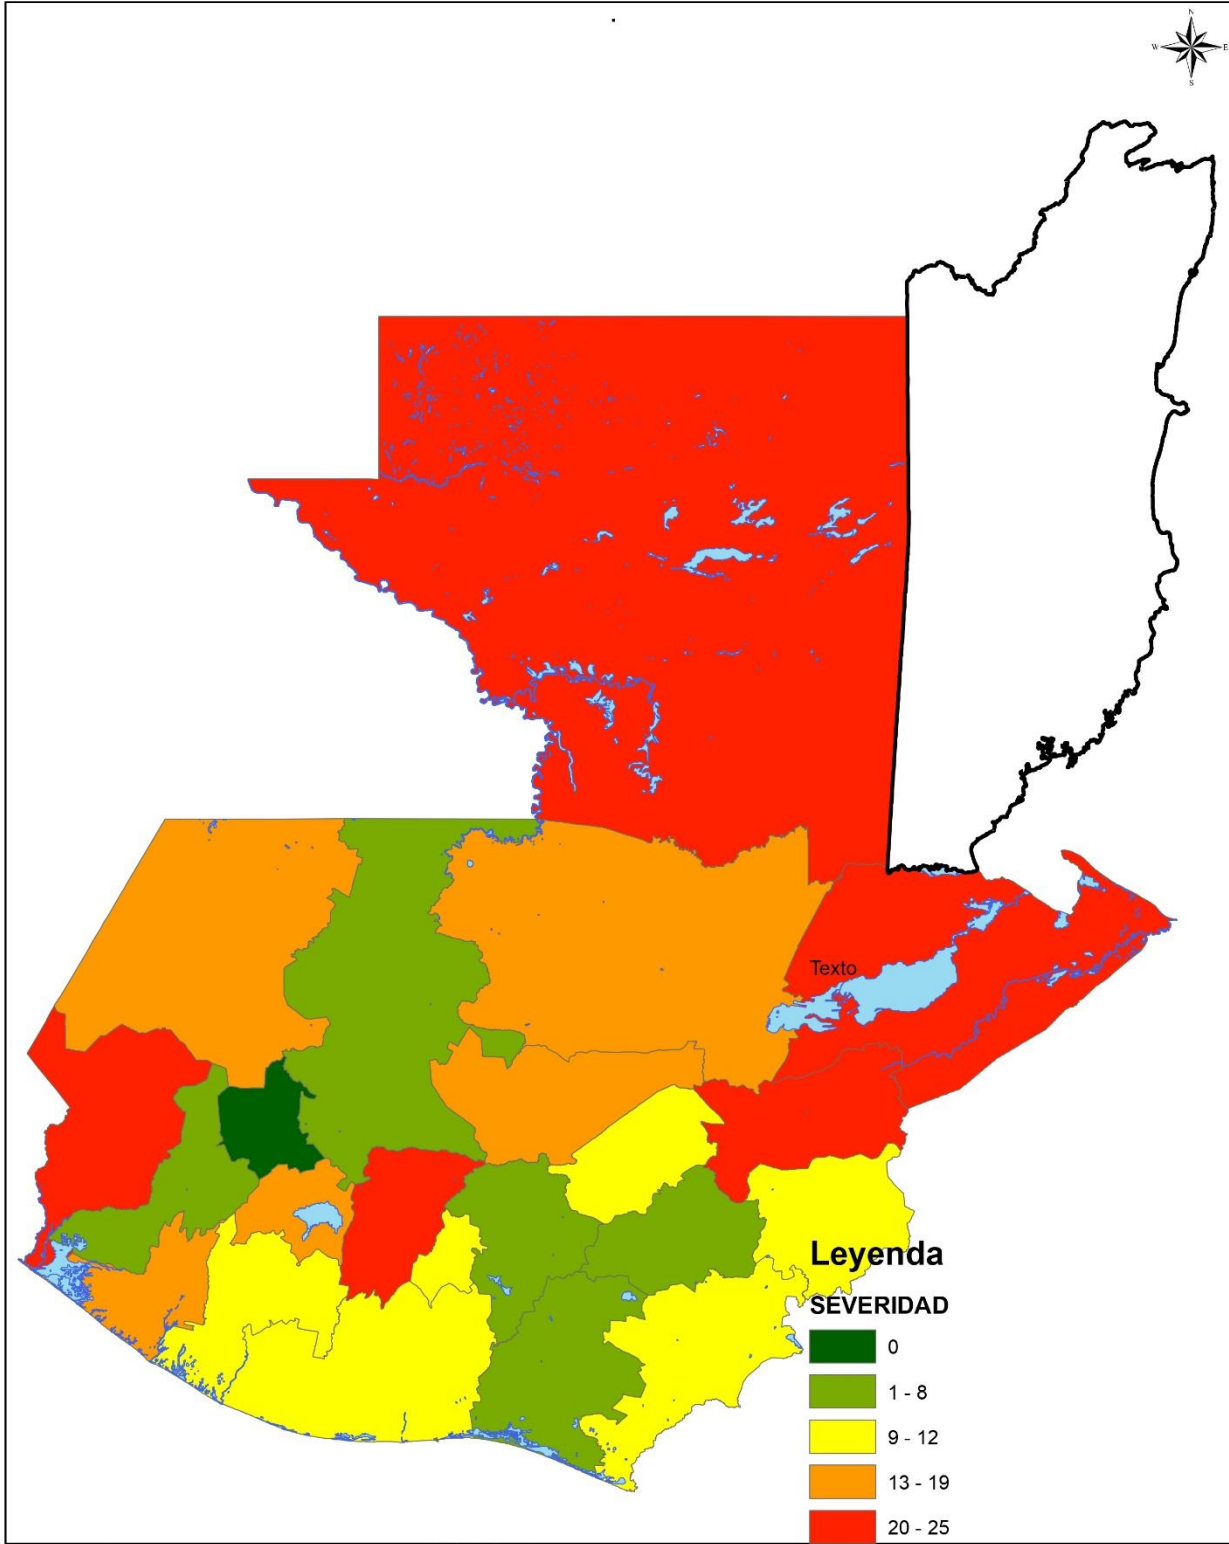 N
W E
S
Texto
Leyenda
SEVERIDAD
0
1 - 8
9 - 12
13 - 19
20 - 25